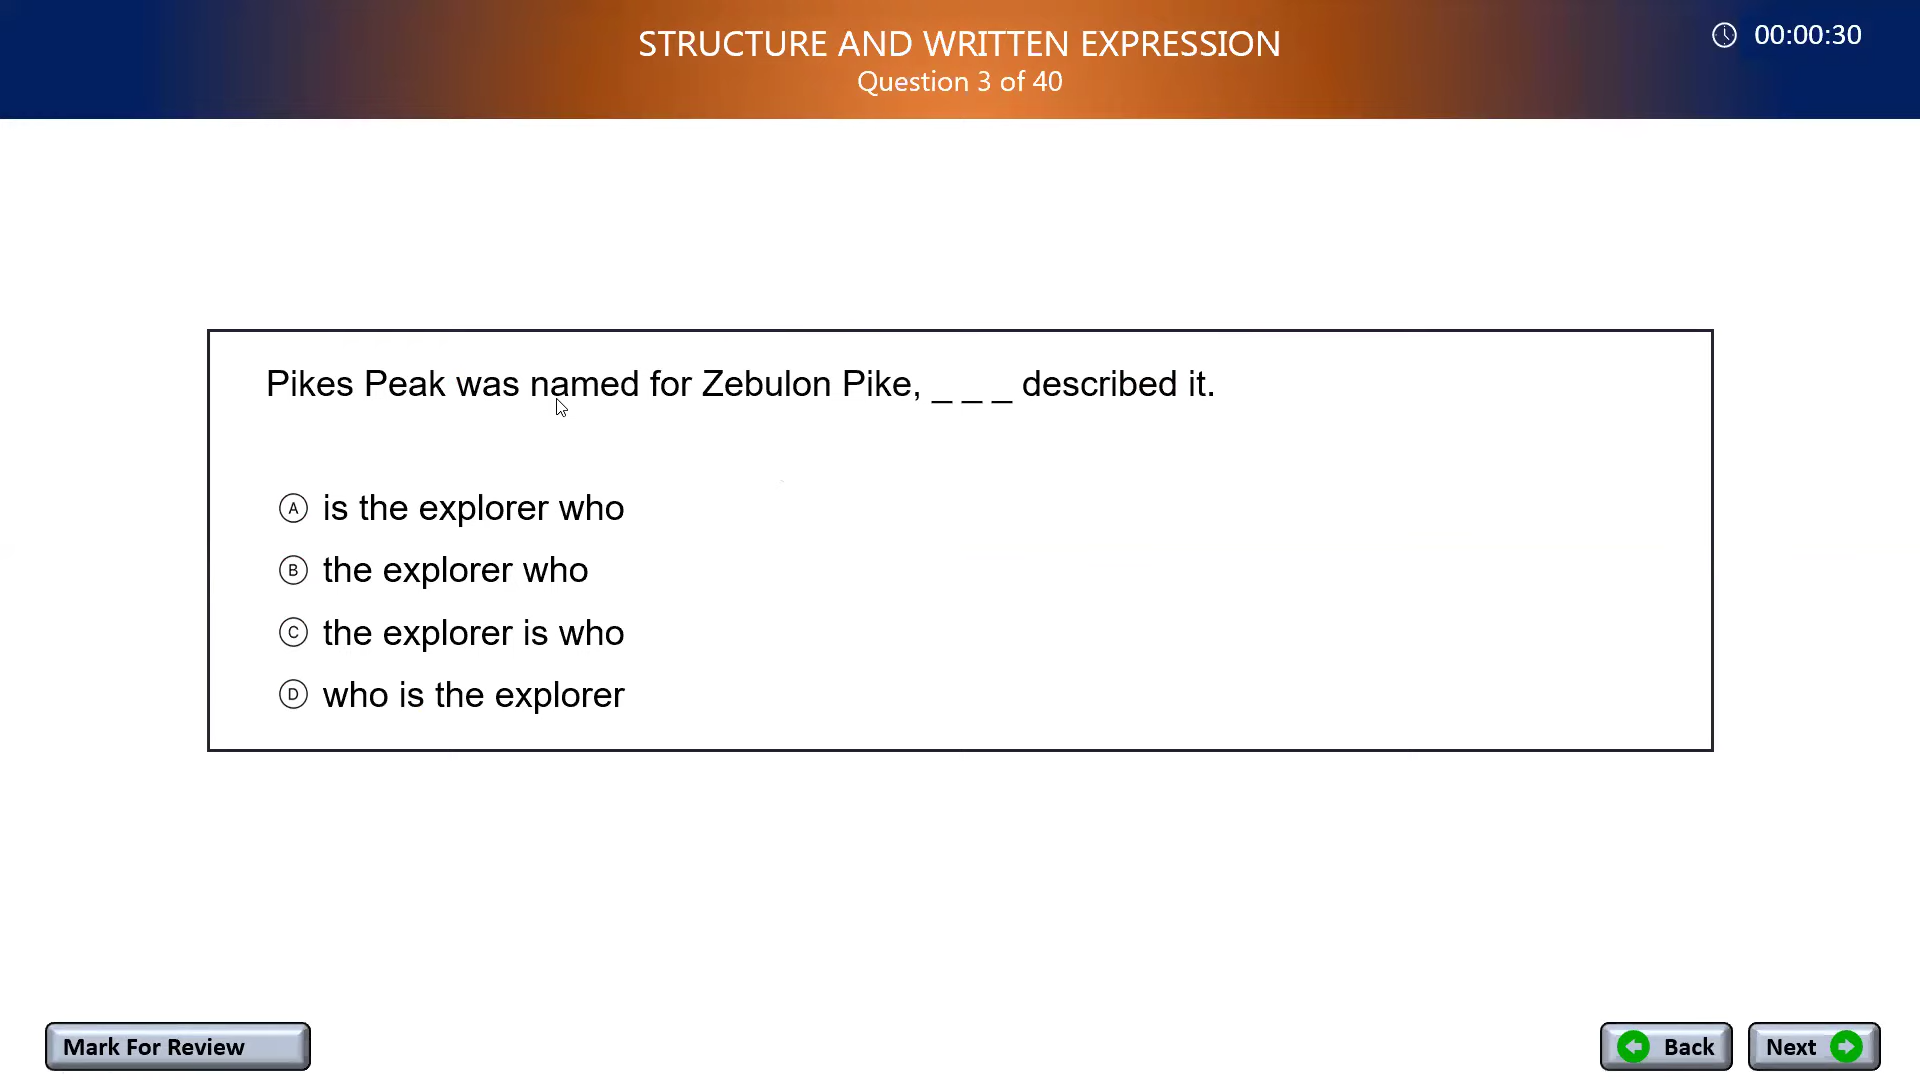 STRUCTURE AND WRITTEN EXPRESSION
00:00:30
Question 3 of 40
Pikes Peak was named for Zebulon Pike, _ _ _ described it.
A is the explorer who
B the explorer who
C the explorer is who
D who is the explorer
Mark For Review
Back
Next